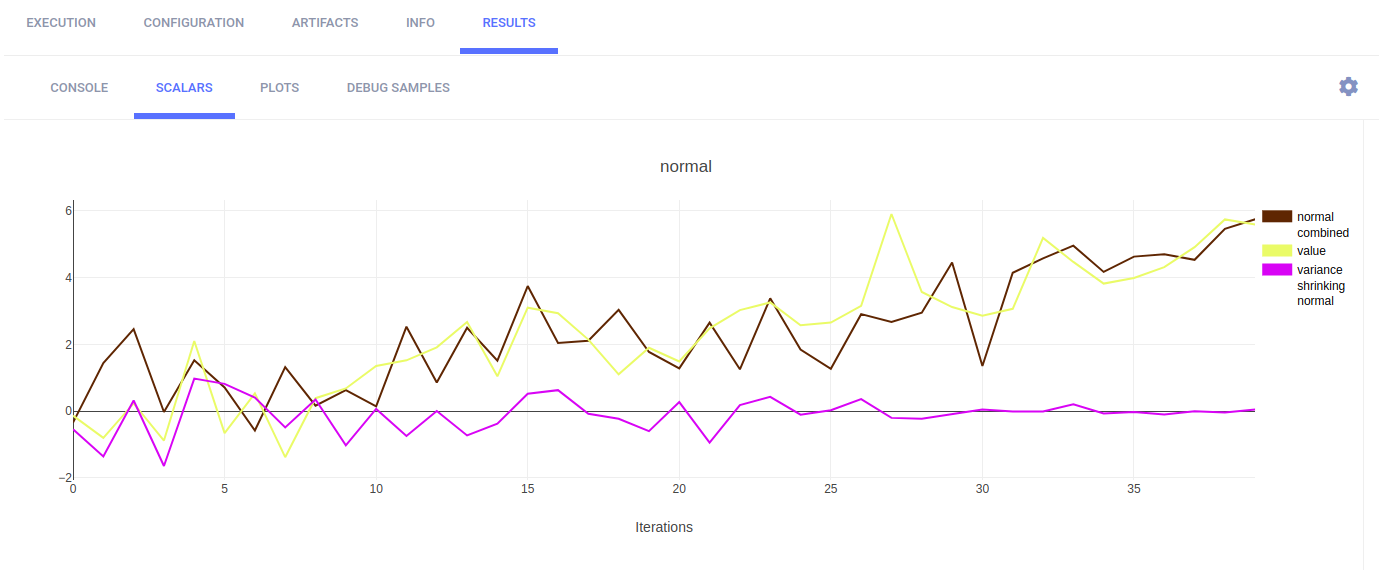 EXECUTION CONFIGURATION ARTIFACTS INFO RESULTS
CONSOLE SCALARS PLOTS DEBUG SAMPLES
normal
6
4
2
0
−2
0 5 10 15 20 25 30 35
Iterations
normal
combined
value
variance
shrinking
normal